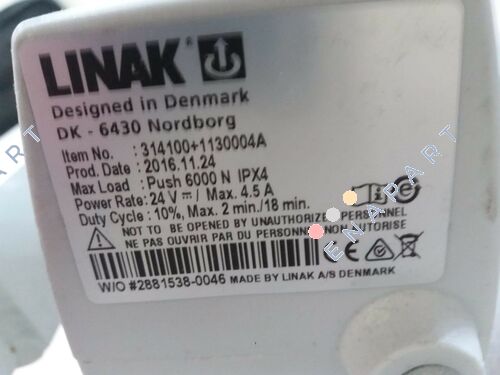 LINAK®
Designed in Denmark
DK - 6430 Nordborg
Item No. : 314100+1130004A
Prod. Date : 2016.11.24
Max Load : Push 6000 N IPX4
Power Rate : 24 V / Max. 4.5 A
Duty Cycle : 10%, Max. 2 min./18 min.
NOT TO BE OPENED BY UNAUTHORIZED PERSONNEL
NE PAS OUVRIR PAR DU PERSONNEL NON AUTORISE
W/O #2881538-0046 MADE BY LINAK A/S DENMARK
ENAPART
ENAPART